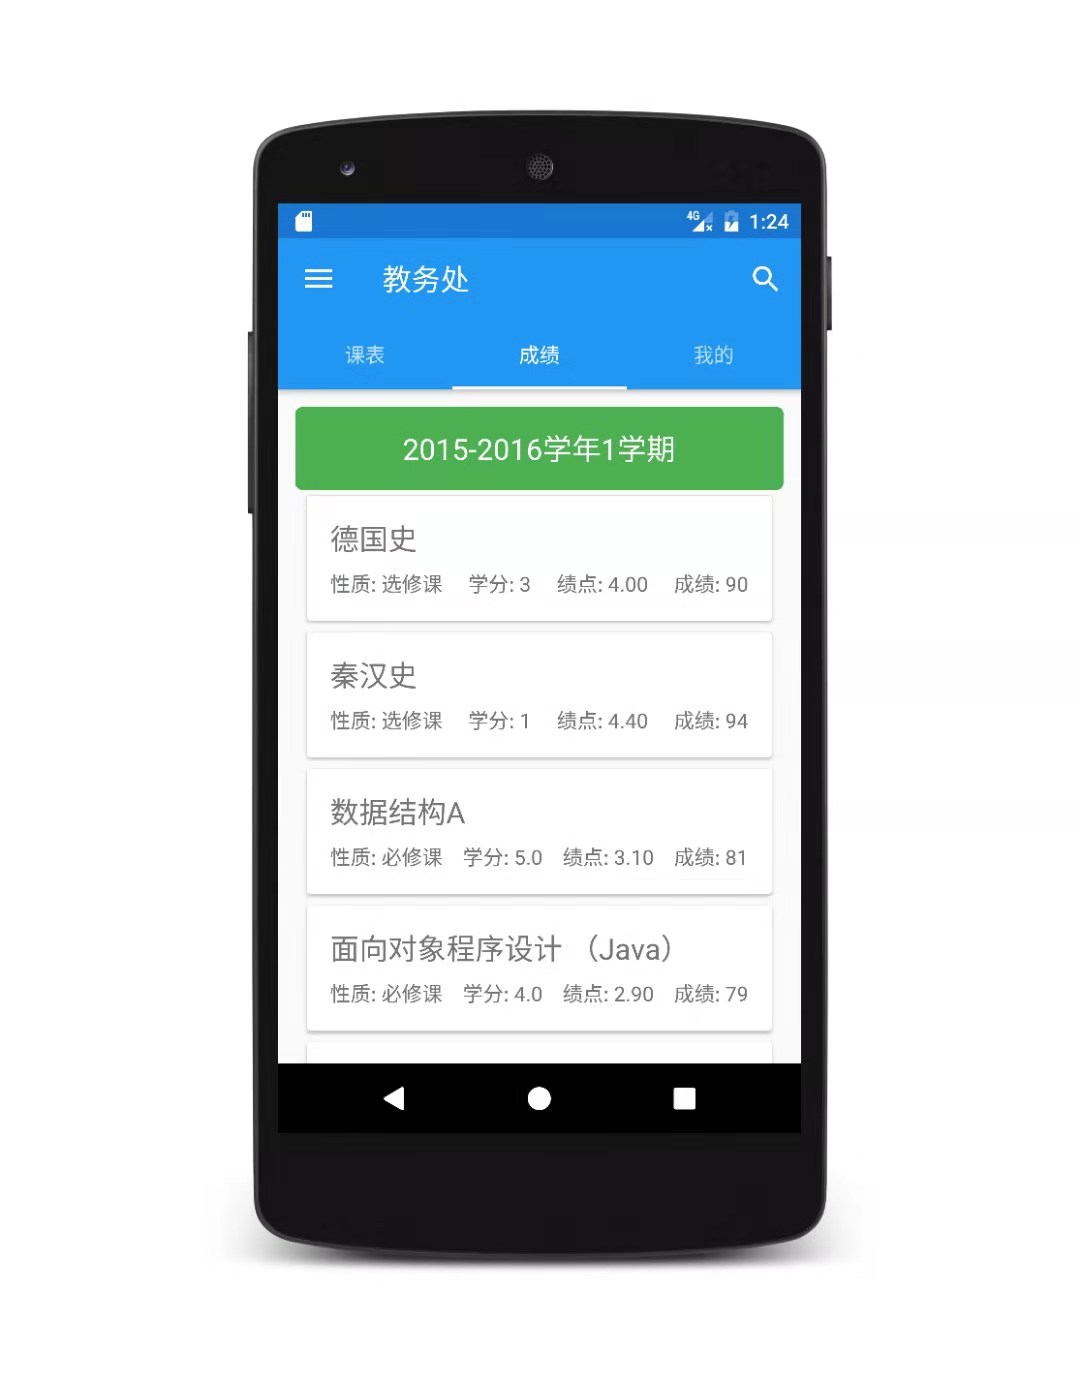 4G 1:24
教务处
课表 成绩 我的
2015-2016学年1学期
德国史
性质: 选修课 学分: 3 绩点: 4.00 成绩: 90
秦汉史
性质: 选修课 学分: 1 绩点: 4.40 成绩: 94
数据结构A
性质: 必修课 学分: 5.0 绩点: 3.10 成绩: 81
面向对象程序设计 （Java）
性质: 必修课 学分: 4.0 绩点: 2.90 成绩: 79